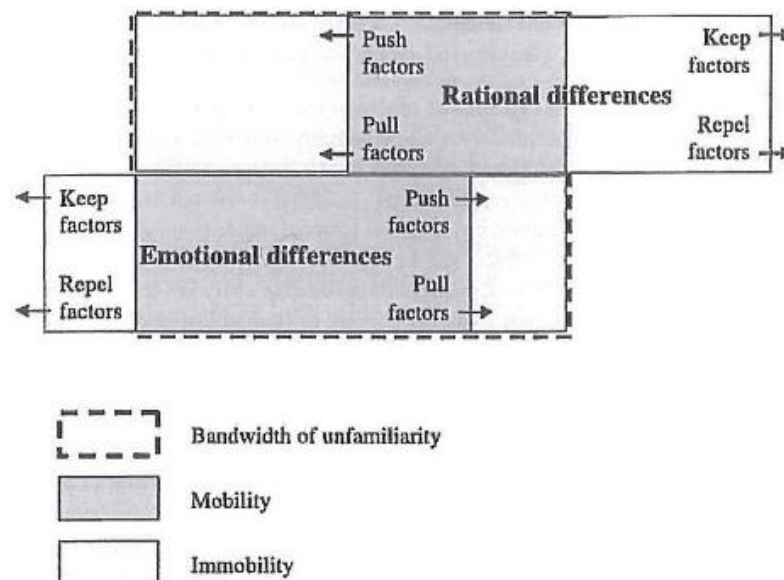 Push
factors
Keep
factors
Rational differences
Pull
factors
Repel
factors
Keep
factors
Push
factors
Emotional differences
Repel
factors
Pull
factors
Bandwidth of unfamiliarity
Mobility
Immobility